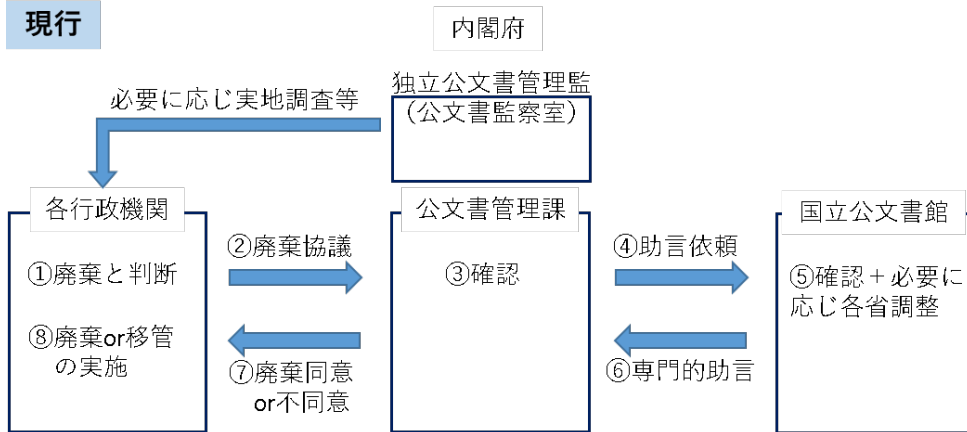 現行
内閣府
独立公文書管理監
（公文書監察室）
必要に応じ実地調査等
各行政機関
①廃棄と判断
⑧廃棄or移管
の実施
②廃棄協議
⑦廃棄同意
or不同意
公文書管理課
③確認
④助言依頼
⑥専門的助言
国立公文書館
⑤確認＋必要に
応じ各省調整